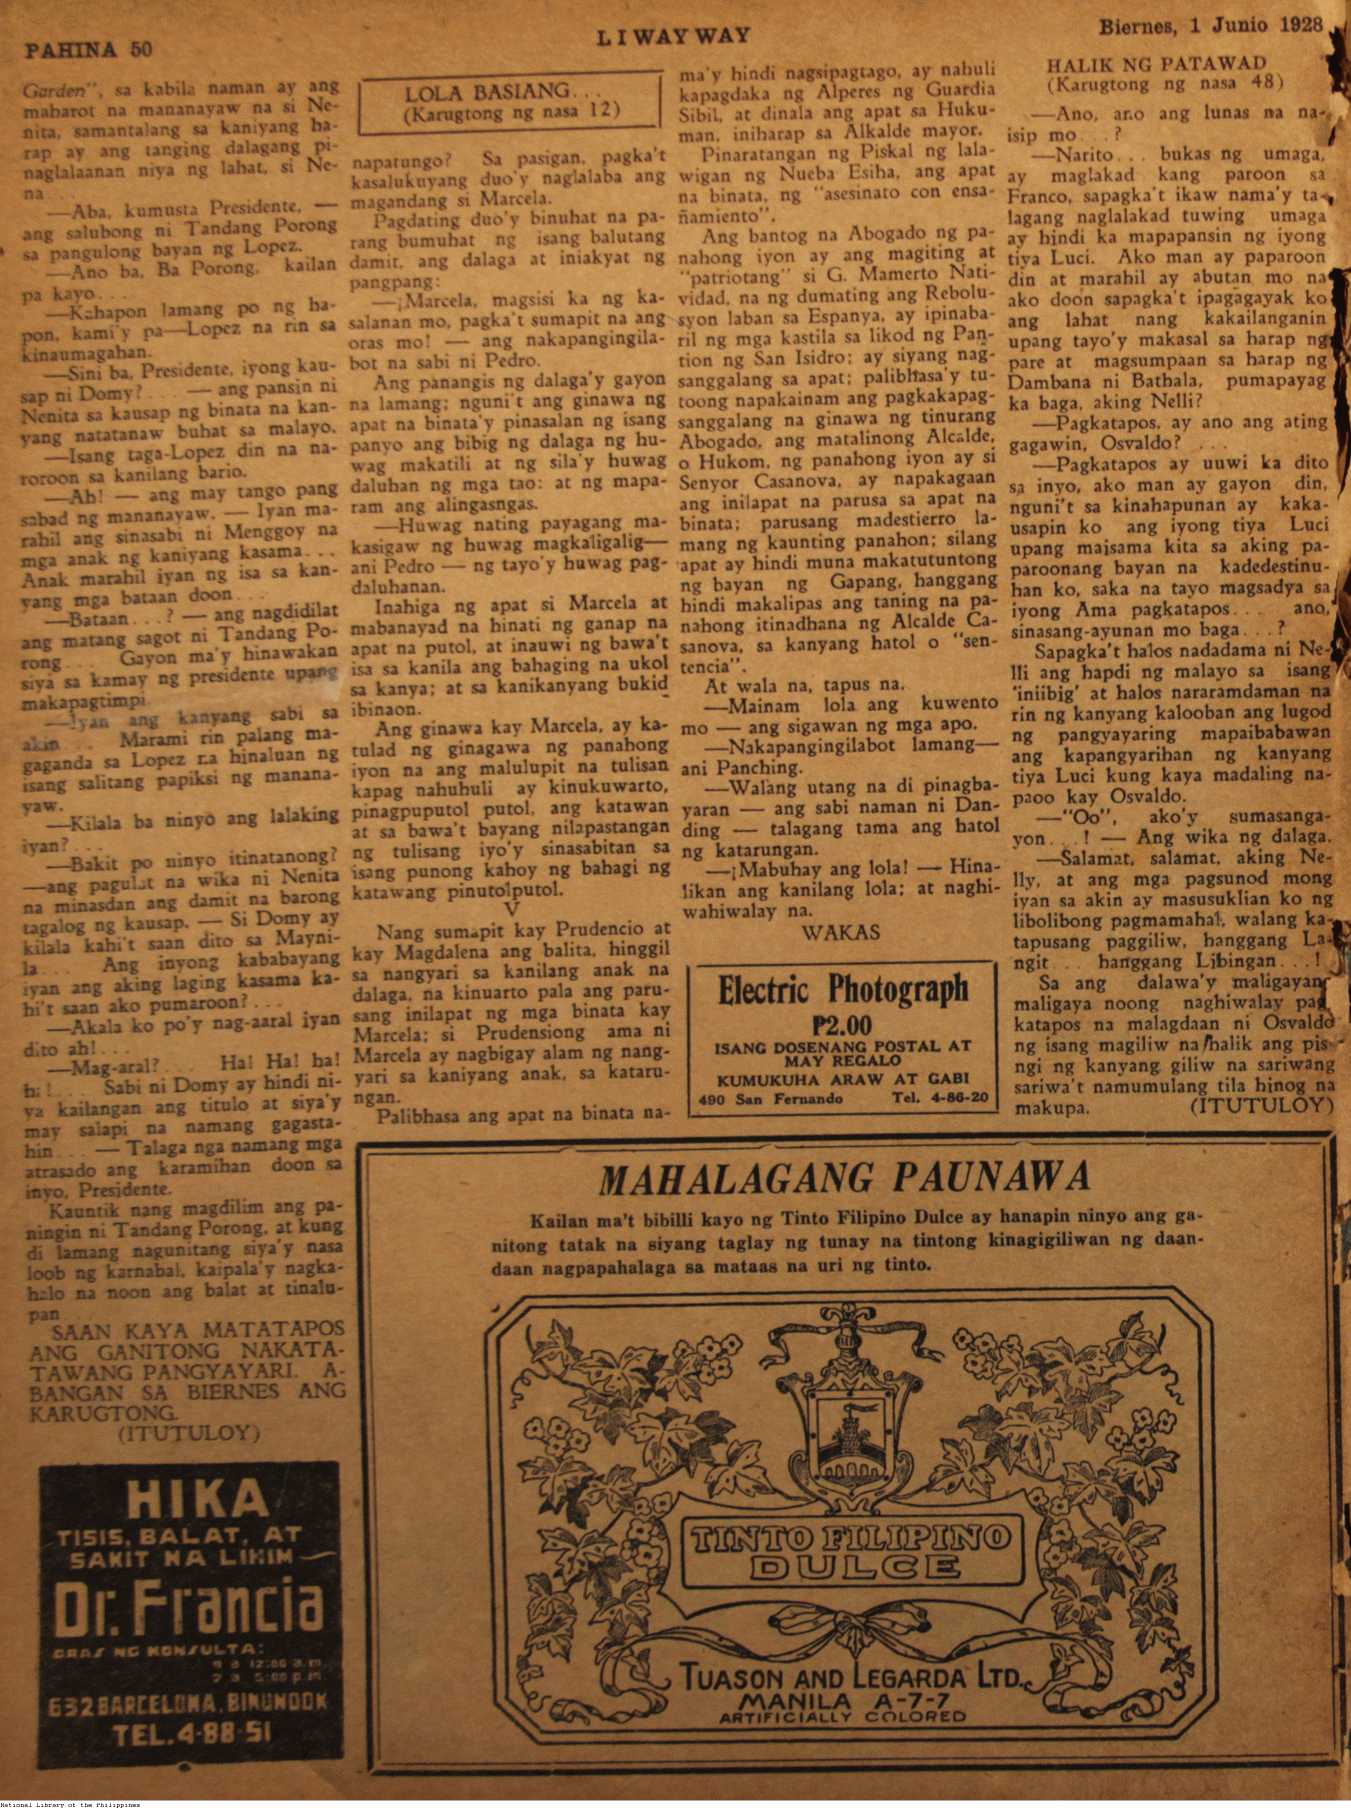 PAHINA 50
LIWAYWAY
Biernes, 1 Junio 1928
Garden", sa kabila naman ay ang
maharot na mananayaw na si Ne-
nita, samantalang sa kaniyang ha-
rap ay ang tanging dalagang pi-
naglalaanan niya ng lahat, si Ne-
na...
—Aba, kumusta Presidente, —
ang salubong ni Tandang Porong
sa pangulong bayan ng Lopez.
—Ano ba, Ba Porong, kailan
pa kayo...
—Kahapon lamang po ng ha-
pon, kami'y pa—Lopez na rin sa
kinaumagahan.
—Sini ba, Presidente, iyong kau-
sap ni Domy?... — ang pansin ni
Nenita sa kausap ng binata na kan-
yang natatanaw buhat sa malayo.
—Isang taga-Lopez din na na-
roroon sa kanilang bario.
—Ah! — ang may tango pang
sabad ng mananayaw. — Iyan ma-
rahil ang sinasabi ni Menggoy na
mga anak ng kaniyang kasama...
Anak marahil iyan ng isa sa kan-
yang mga bataan doon...
—Bataan...? — ang nagdidilat
ang matang sagot ni Tandang Po-
rong... Gayon ma'y hinawakan
siya sa kamay ng presidente upang
makapagtimpi.
—Iyan ang kanyang sabi sa
akin... Marami rin palang ma-
gaganda sa Lopez na hinaluan ng
isang salitang papiksi ng manana-
yaw.
—Kilala ba ninyo ang lalaking
iyan?...
—Bakit po ninyo itinatanong?
—ang pagulat na wika ni Nenita
na minasdan ang damit na barong
tagalog ng kausap. — Si Domy ay
kilala kahi't saan dito sa Mayni-
la... Ang inyong kababayang
iyan ang aking laging kasama ka-
hi't saan ako pumaroon?...
—Akala ko po'y nag-aaral iyan
dito ah!...
—Mag-aral?... Ha! Ha! ha!
ha!... Sabi ni Domy ay hindi ni-
ya kailangan ang titulo at siya'y
may salapi na namang gagasta-
hin... — Talaga nga namang mga
atrasado ang karamihan doon sa
inyo, Presidente.
Kauntik nang magdilim ang pa-
ningin ni Tandang Porong, at kung
di lamang nagunitang siya'y nasa
loob ng karnabal, kaipala'y nagka-
halo na noon ang balat at tinalu-
pan...
SAAN KAYA MATATAPOS
ANG GANITONG NAKATA-
TAWANG PANGYAYARI. A-
BANGAN SA BIERNES ANG
KARUGTONG.
(ITUTULOY)
HIKA
TISIS, BALAT, AT
SAKIT NA LIHIM
Dr. Francia
ORAS NG KONSULTA:
9 a 12:00 a.m.
2 a 5:00 p.m.
632 BARCELONA, BINUNDOK
TEL. 4-88-51
LOLA BASIANG...
(Karugtong ng nasa 12)
napatungo? Sa pasigan, pagka't
kasalukuyang duo'y naglalaba ang
magandang si Marcela.
Pagdating duo'y binuhat na pa-
rang bumuhat ng isang balutang
damit, ang dalaga at iniakyat ng
pangpang:
—¡Marcela, magsisi ka ng ka-
salanan mo, pagka't sumapit na ang
oras mo! — ang nakapangingila-
bot na sabi ni Pedro.
Ang panangis ng dalaga'y gayon
na lamang; nguni't ang ginawa ng
apat na binata'y pinasalan ng isang
panyo ang bibig ng dalaga ng hu-
wag makatili at ng sila'y huwag
daluhan ng mga tao: at ng mapa-
ram ang alingasngas.
—Huwag nating payagang ma-
kasigaw ng huwag magkaligalig—
ani Pedro — ng tayo'y huwag pag-
daluhanan.
Inahiga ng apat si Marcela at
mabanayad na hinati ng ganap na
apat na putol, at inauwi ng bawa't
isa sa kanila ang bahaging na ukol
sa kanya; at sa kanikanyang bukid
ibinaon.
Ang ginawa kay Marcela, ay ka-
tulad ng ginagawa ng panahong
iyon na ang malulupit na tulisan
kapag nahuhuli ay kinukuwarto,
pinagpuputol putol, ang katawan
at sa bawa't bayang nilapastangan
ng tulisang iyo'y sinasabitan sa
isang punong kahoy ng bahagi ng
katawang pinutolputol.
V
Nang sumapit kay Prudencio at
kay Magdalena ang balita, hinggil
sa nangyari sa kanilang anak na
dalaga, na kinuarto pala ang paru-
sang inilapat ng mga binata kay
Marcela; si Prudensiong ama ni
Marcela ay nagbigay alam ng nang-
yari sa kaniyang anak, sa kataru-
ngan.
Palibhasa ang apat na binata na-
ma'y hindi nagsipagtago, ay nahuli
kapagdaka ng Alperes ng Guardia
Sibil, at dinala ang apat sa Huku-
man, iniharap sa Alkalde mayor.
Pinaratangan ng Piskal ng lala-
wigan ng Nueba Esiha, ang apat
na binata, ng "asesinato con ensa-
ñamiento".
Ang bantog na Abogado ng pa-
nahong iyon ay ang magiting at
"patriotang" si G. Mamerto Nati-
vidad, na ng dumating ang Rebolu-
syon laban sa Espanya, ay ipinaba-
ril ng mga kastila sa likod ng Pan-
tion ng San Isidro; ay siyang nag-
sanggalang sa apat; palibhasa'y tu-
toong napakainam ang pagkakapag-
sanggalang na ginawa ng tinurang
Abogado, ang matalinong Alcalde,
o Hukom, ng panahong iyon ay si
Senyor Casanova, ay napakagaan
ang inilapat na parusa sa apat na
binata; parusang madestierro la-
mang ng kaunting panahon; silang
apat ay hindi muna makatutuntong
ng bayan ng Gapang, hanggang
hindi makalipas ang taning na pa-
nahong itinadhana ng Alcalde Ca-
sanova, sa kanyang hatol o "sen-
tencia".
At wala na, tapus na.
—Mainam lola ang kuwento
mo — ang sigawan ng mga apo.
—Nakapangingilabot lamang—
ani Panching.
—Walang utang na di pinagba-
yaran — ang sabi naman ni Dan-
ding — talagang tama ang hatol
ng katarungan.
—¡Mabuhay ang lola! — Hina-
likan ang kanilang lola; at naghi-
wahiwalay na.
WAKAS
Electric Photograph
₱2.00
ISANG DOSENANG POSTAL AT
MAY REGALO
KUMUKUHA ARAW AT GABI
490 San Fernando Tel. 4-86-20
HALIK NG PATAWAD
(Karugtong ng nasa 48)
—Ano, ano ang lunas na na-
isip mo...?
—Narito... bukas ng umaga,
ay maglakad kang paroon sa
Franco, sapagka't ikaw nama'y ta-
lagang naglalakad tuwing umaga
ay hindi ka mapapansin ng iyong
tiya Luci. Ako man ay paparoon
din at marahil ay abutan mo na
ako doon sapagka't ipagagayak ko
ang lahat nang kakailanganin
upang tayo'y makasal sa harap ng
pare at magsumpaan sa harap ng
Dambana ni Bathala, pumapayag
ka baga, aking Nelli?
—Pagkatapos, ay ano ang ating
gagawin, Osvaldo? ...
—Pagkatapos ay uuwi ka dito
sa inyo, ako man ay gayon din,
nguni't sa kinahapunan ay kaka-
usapin ko ang iyong tiya Luci
upang maisama kita sa aking pa-
paroonang bayan na kadedestinu-
han ko, saka na tayo magsadya sa
iyong Ama pagkatapos... ano,
sinasang-ayunan mo baga...?
Sapagka't halos nadadama ni Ne-
lli ang hapdi ng malayo sa isang
'iniibig' at halos nararamdaman na
rin ng kanyang kalooban ang lugod
ng pangyayaring mapaibabawan
ang kapangyarihan ng kanyang
tiya Luci kung kaya madaling na-
paoo kay Osvaldo.
—"Oo", ako'y sumasanga-
yon...! — Ang wika ng dalaga.
—Salamat, salamat, aking Ne-
lly, at ang mga pagsunod mong
iyan sa akin ay masusuklian ko ng
libolibong pagmamahal, walang ka-
tapusang paggiliw, hanggang La-
ngit... hanggang Libingan...!
Sa ang dalawa'y maligayang
maligaya noong naghiwalay pag
katapos na malagdaan ni Osvaldo
ng isang magiliw na halik ang pis
ngi ng kanyang giliw na sariwang
sariwa't namumulang tila hinog na
makupa. (ITUTULOY)
MAHALAGANG PAUNAWA
Kailan ma't bibilli kayo ng Tinto Filipino Dulce ay hanapin ninyo ang ga-
nitong tatak na siyang taglay ng tunay na tintong kinagigiliwan ng daan-
daan nagpapahalaga sa mataas na uri ng tinto.
TINTO FILIPINO
DULCE
TUASON AND LEGARDA LTD.
MANILA A-7-7
ARTIFICIALLY COLORED
National Library of the Philippines